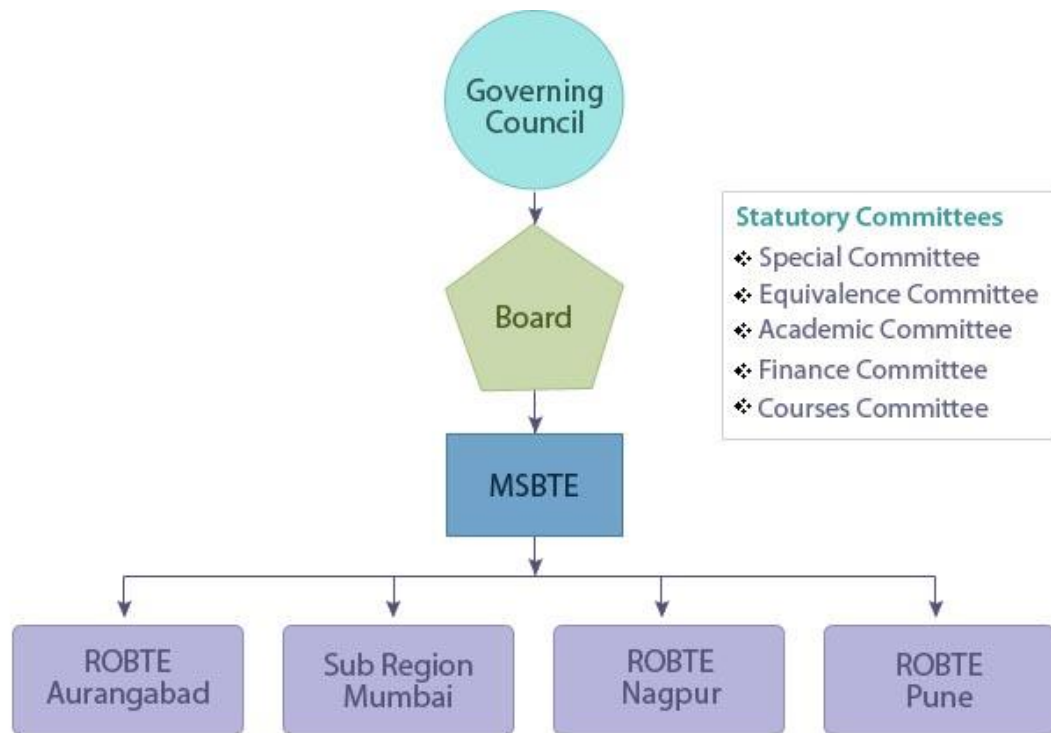 Governing
Council
Board
MSBTE
Statutory Committees
Special Committee
Equivalence Committee
Academic Committee
Finance Committee
Courses Committee
ROBTE
Aurangabad
Sub Region
Mumbai
ROBTE
Nagpur
ROBTE
Pune